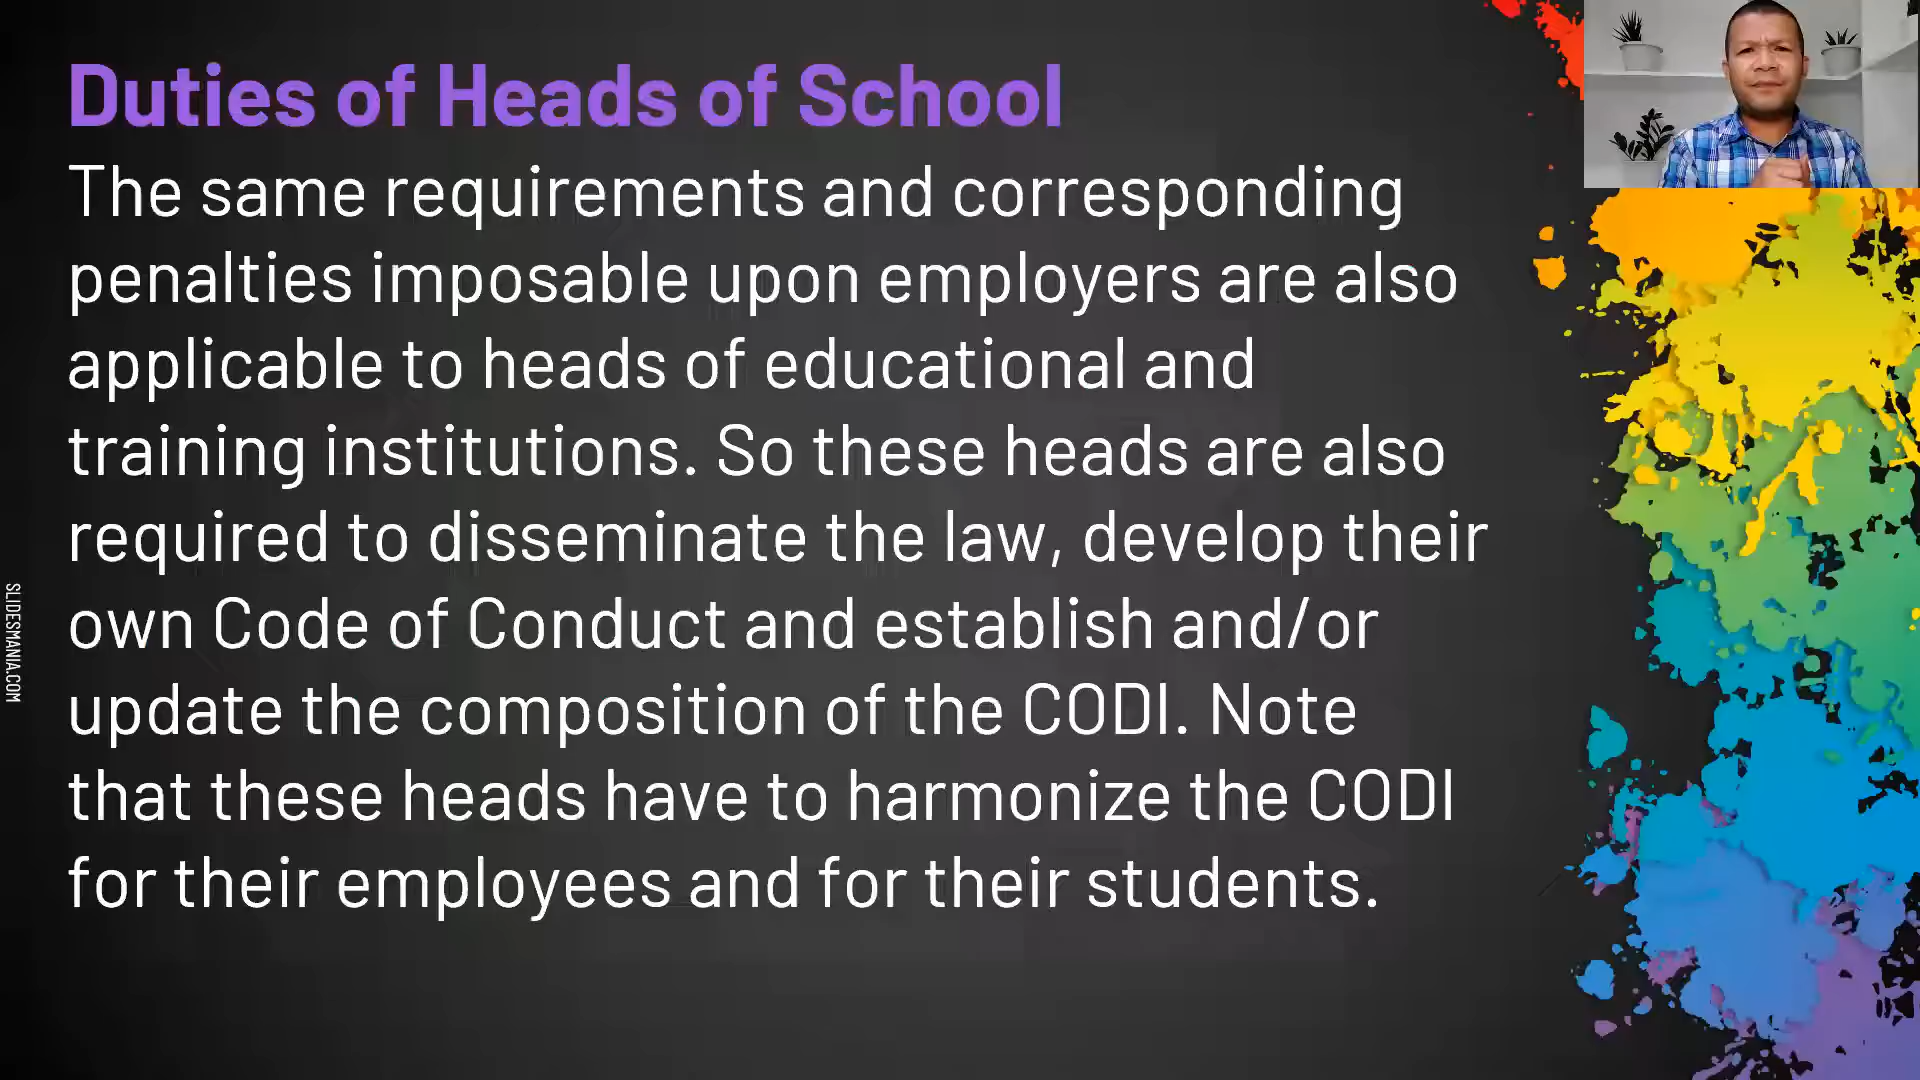 Duties of Heads of School
The same requirements and corresponding
penalties imposable upon employers are also
applicable to heads of educational and
training institutions. So these heads are also
required to disseminate the law, develop their
own Code of Conduct and establish and/or
update the composition of the CODI. Note
that these heads have to harmonize the CODI
for their employees and for their students.
SLIDESMANIA.COM